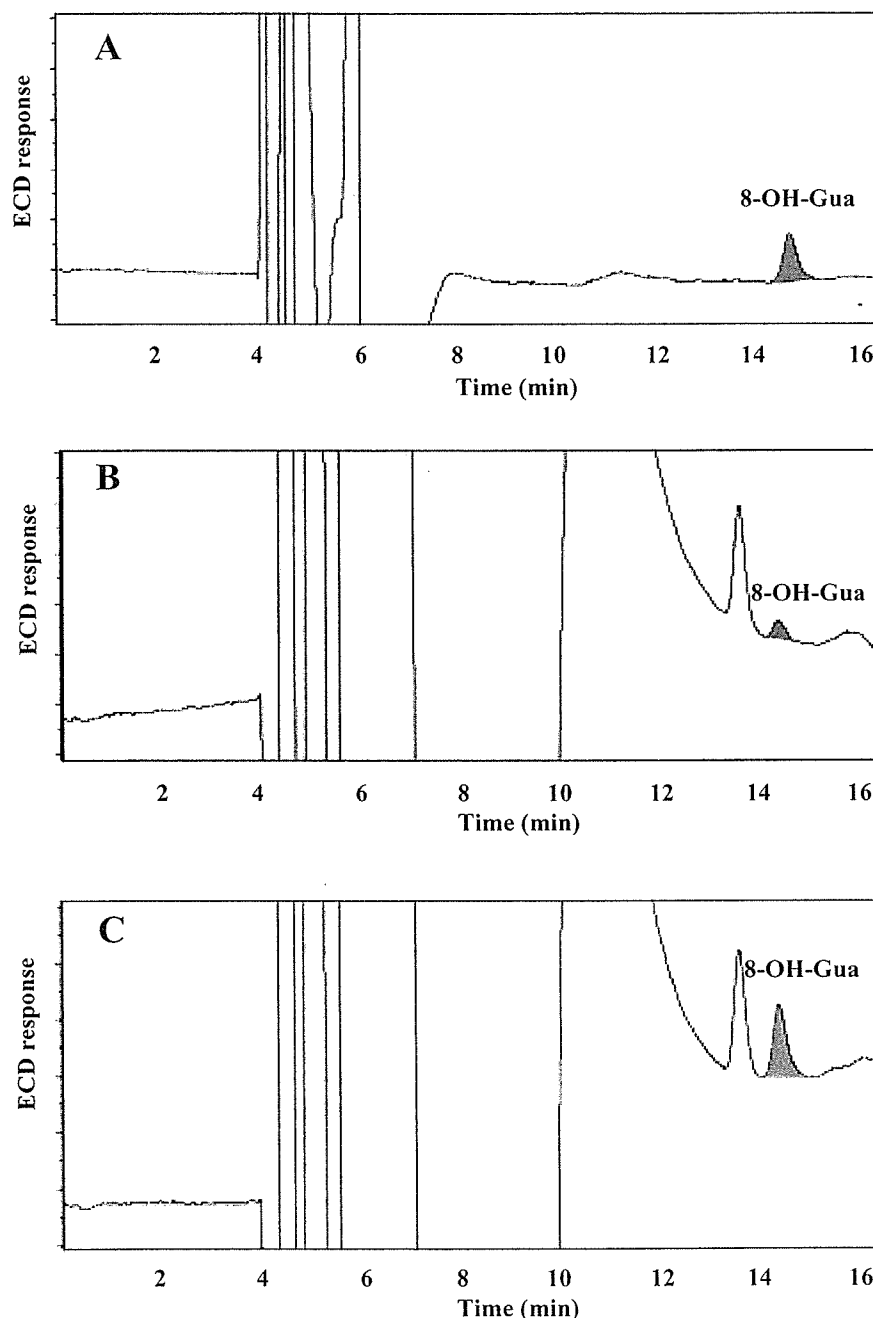 A
ECD response
8-OH-Gua
2 4 6 8 10 12 14 16
Time (min)
B
ECD response
8-OH-Gua
2 4 6 8 10 12 14 16
Time (min)
C
ECD response
8-OH-Gua
2 4 6 8 10 12 14 16
Time (min)